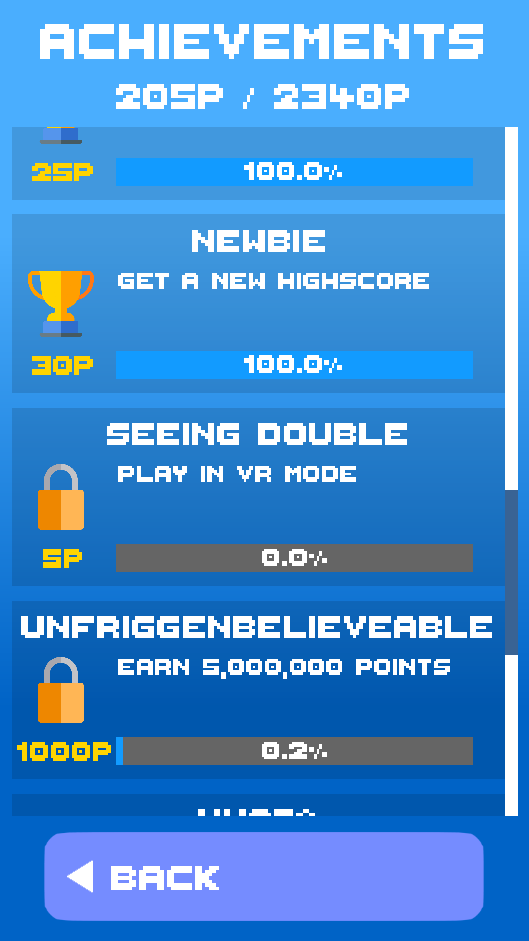 ACHIEVEMENTS
205P / 2340P
25P
100.0%
NEWBIE
GET A NEW HIGHSCORE
30P
100.0%
SEEING DOUBLE
PLAY IN VR MODE
5P
0.0%
UNFRIGGENBELIEVEABLE
EARN 5,000,000 POINTS
1000P
0.2%
BACK